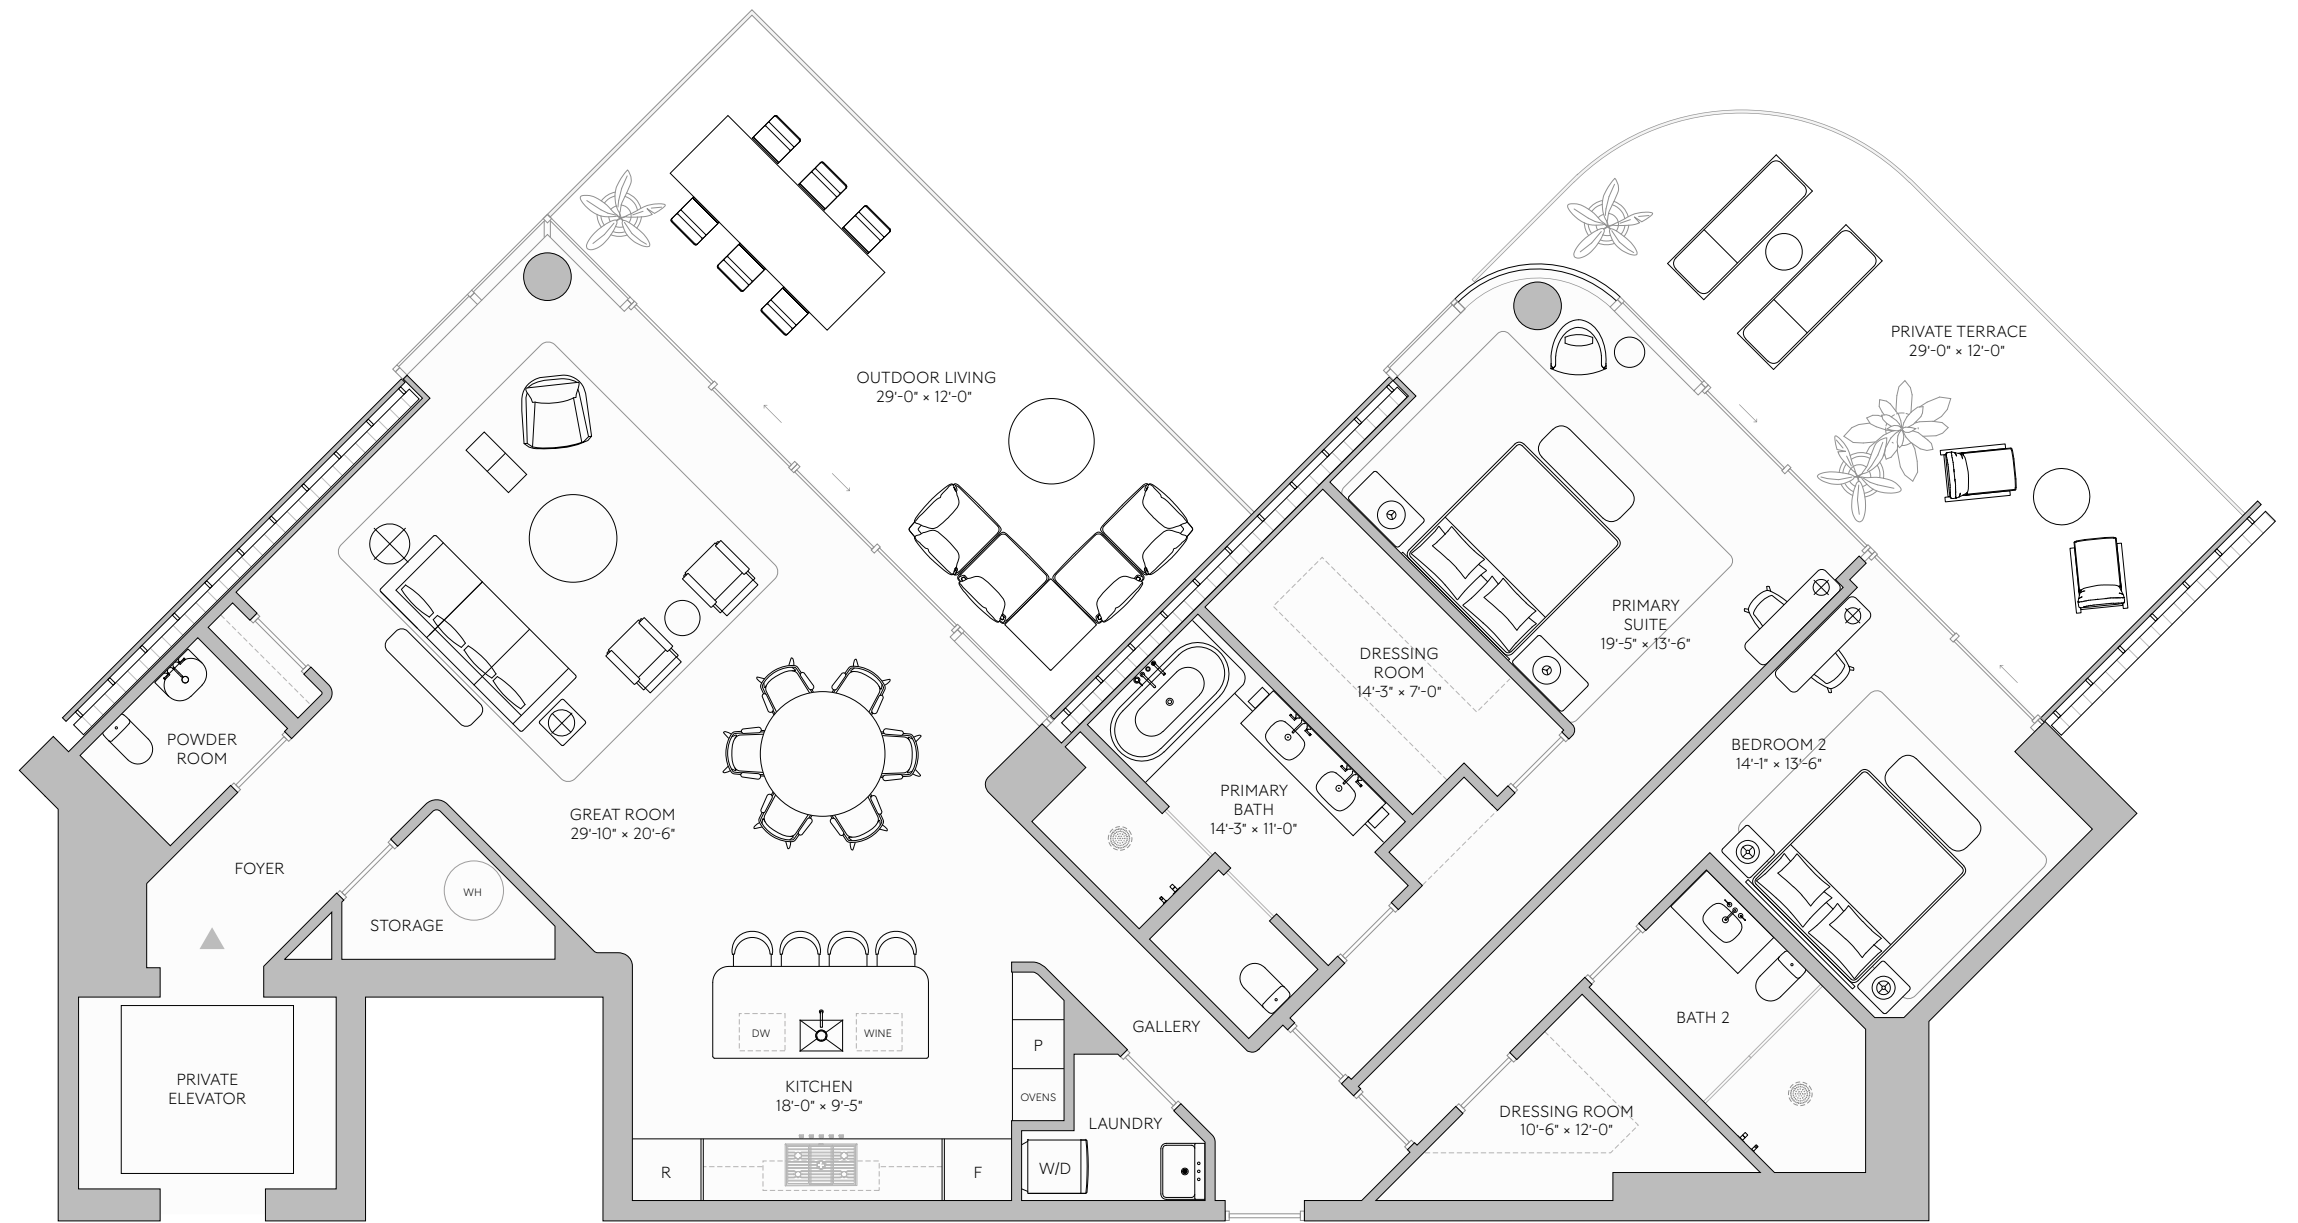 OUTDOOR LIVING
29'-0" × 12'-0"
PRIVATE TERRACE
29'-0" × 12'-0"
PRIMARY
SUITE
19'-5" × 13'-6"
DRESSING
ROOM
14'-3" × 7'-0"
POWDER
ROOM
BEDROOM 2
14'-1" × 13'-6"
PRIMARY
BATH
14'-3" × 11'-0"
GREAT ROOM
29'-10" × 20'-6"
FOYER
WH
STORAGE
DW
WINE
GALLERY
BATH 2
P
PRIVATE
ELEVATOR
KITCHEN
18'-0" × 9'-5"
OVENS
LAUNDRY
DRESSING ROOM
10'-6" × 12'-0"
R
F
W/D